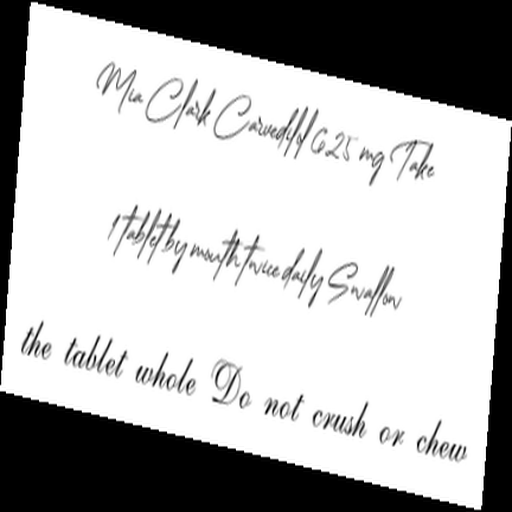 Mia Clark Carvedilol 6.25 mg Take
1 tablet by mouth twice daily Swallow
the tablet whole Do not crush or chew